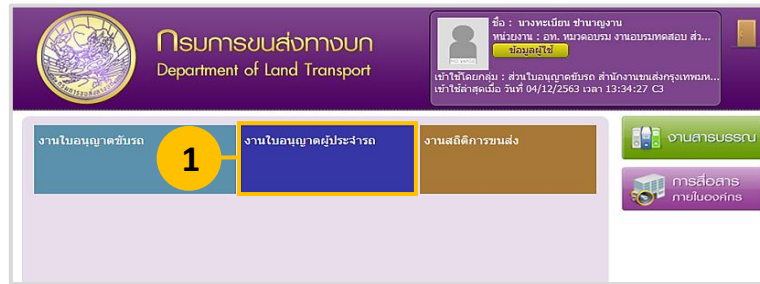 กรมการขนส่งทางบก
Department of Land Transport
ชื่อ : นางทะเบียน ชำนาญงาน
หน่วยงาน : อท. หมวดอบรม งานอบรมทดสอบ ส่ว...
ข้อมูลผู้ใช้
เข้าใช้โดยกลุ่ม : ส่วนใบอนุญาตขับรถ สำนักงานขนส่งกรุงเทพมห...
เข้าใช้ล่าสุดเมื่อ วันที่ 04/12/2563 เวลา 13:34:27 C3
งานใบอนุญาตขับรถ
1
งานใบอนุญาตผู้ประจำรถ
งานสถิติการขนส่ง
งานสารบรรณ
การสื่อสาร
ภายในองค์กร